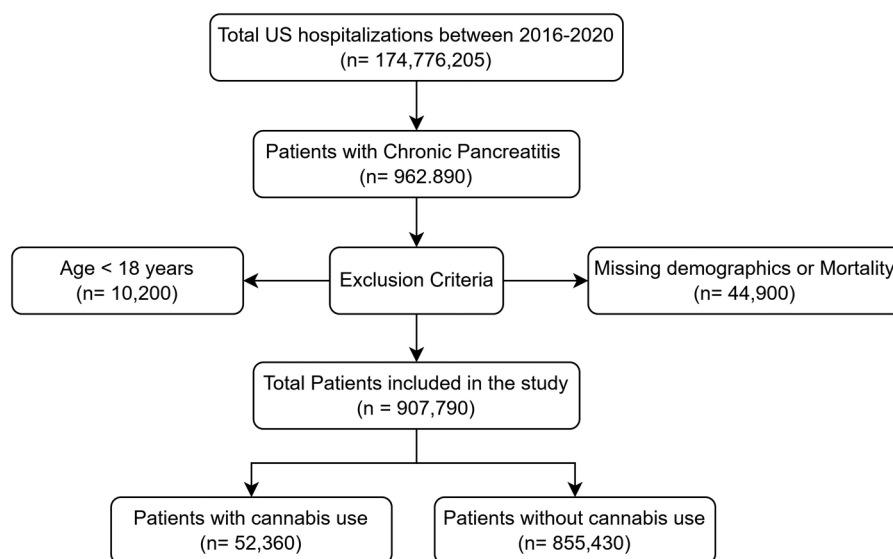 Total US hospitalizations between 2016-2020
(n= 174,776,205)
Patients with Chronic Pancreatitis
(n= 962.890)
Age < 18 years
(n= 10,200)
Exclusion Criteria
Missing demographics or Mortality
(n= 44,900)
Total Patients included in the study
(n = 907,790)
Patients with cannabis use
(n= 52,360)
Patients without cannabis use
(n= 855,430)